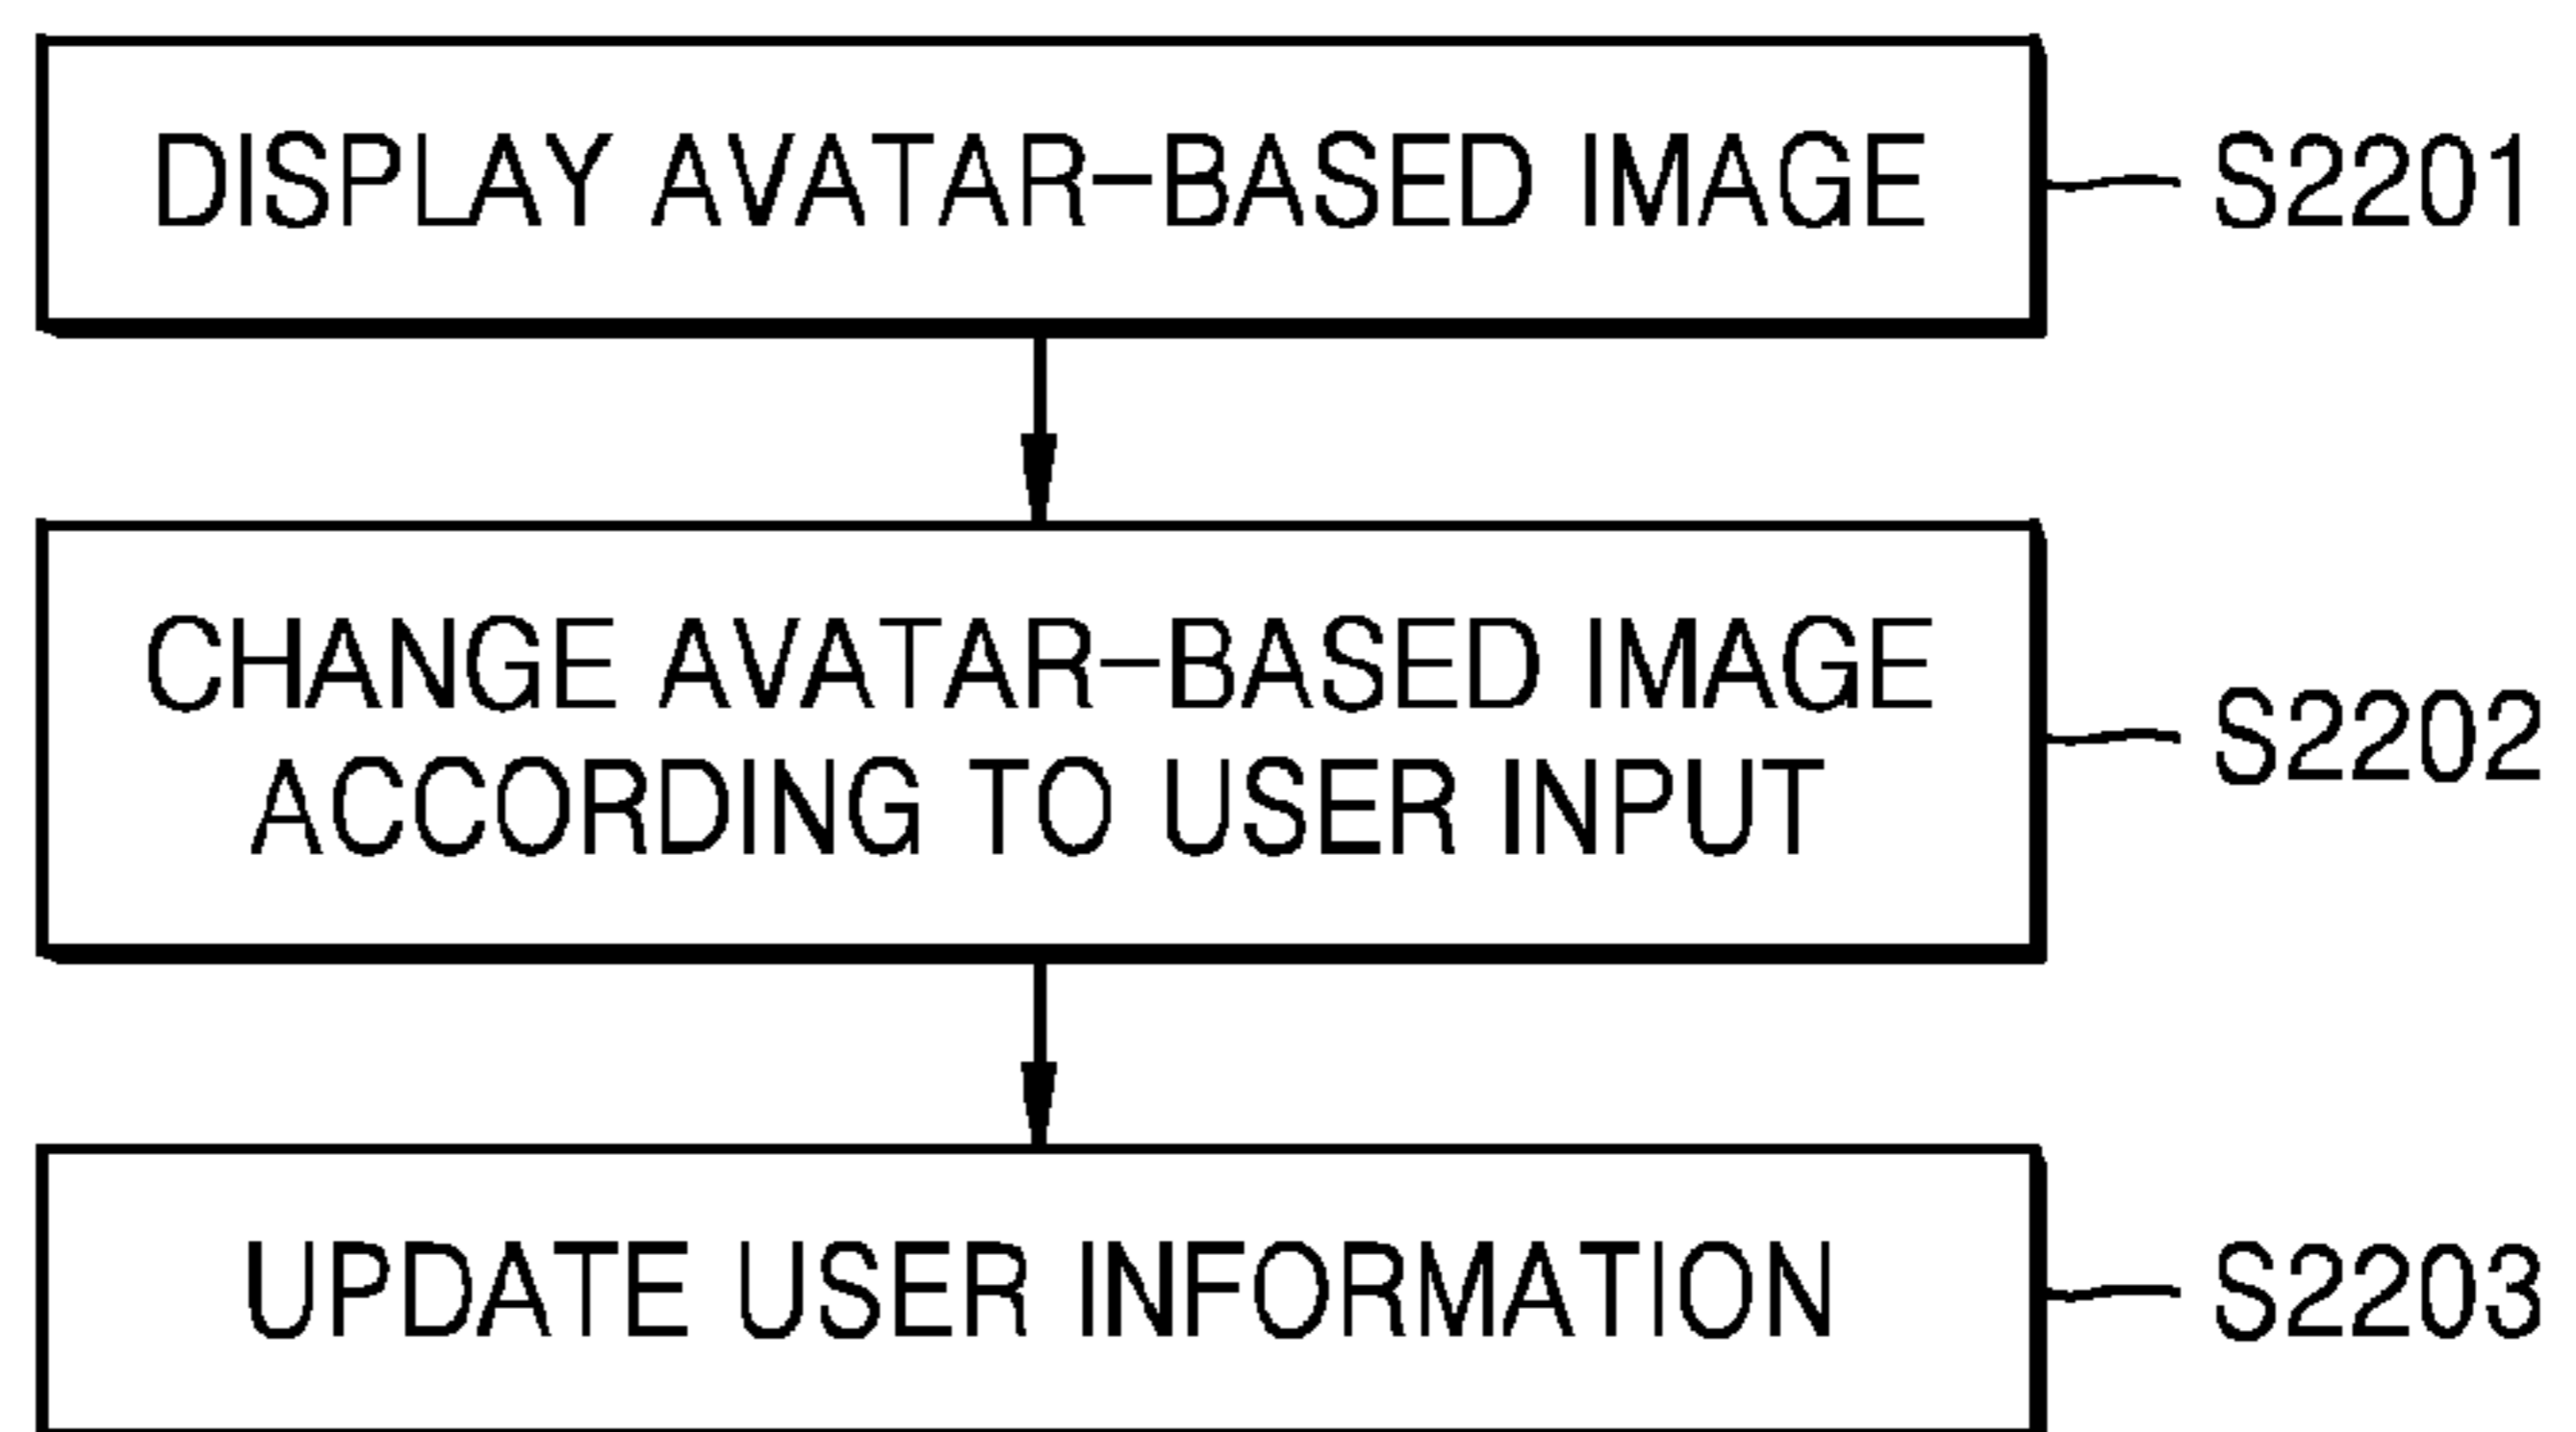 DISPLAY AVATAR-BASED IMAGE
S2201
CHANGE AVATAR-BASED IMAGE
ACCORDING TO USER INPUT
S2202
UPDATE USER INFORMATION
S2203